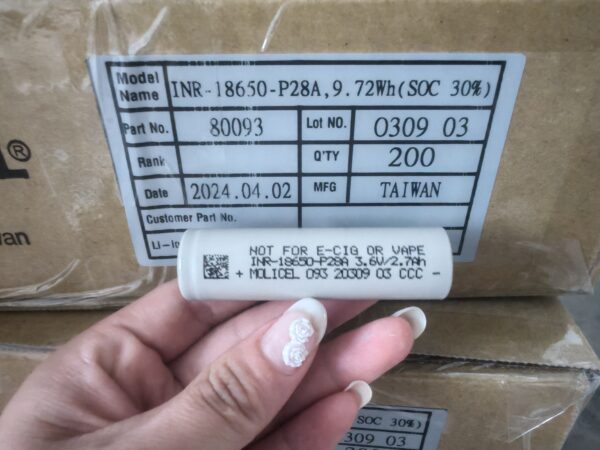 Model Name
INR-18650-P28A, 9.72Wh(SOC 30%)
Part No. 80093 Lot NO. 0309 03
Rank Q'TY 200
Date 2024.04.02 MFG TAIWAN
Customer Part No.
®
wan
NOT FOR E-CIG OR VAPE
INR-18650-P28A 3.6V/2.7Ah
+ MOLICEL 093 20309 03 CCC -
SOC 30%)
309 03